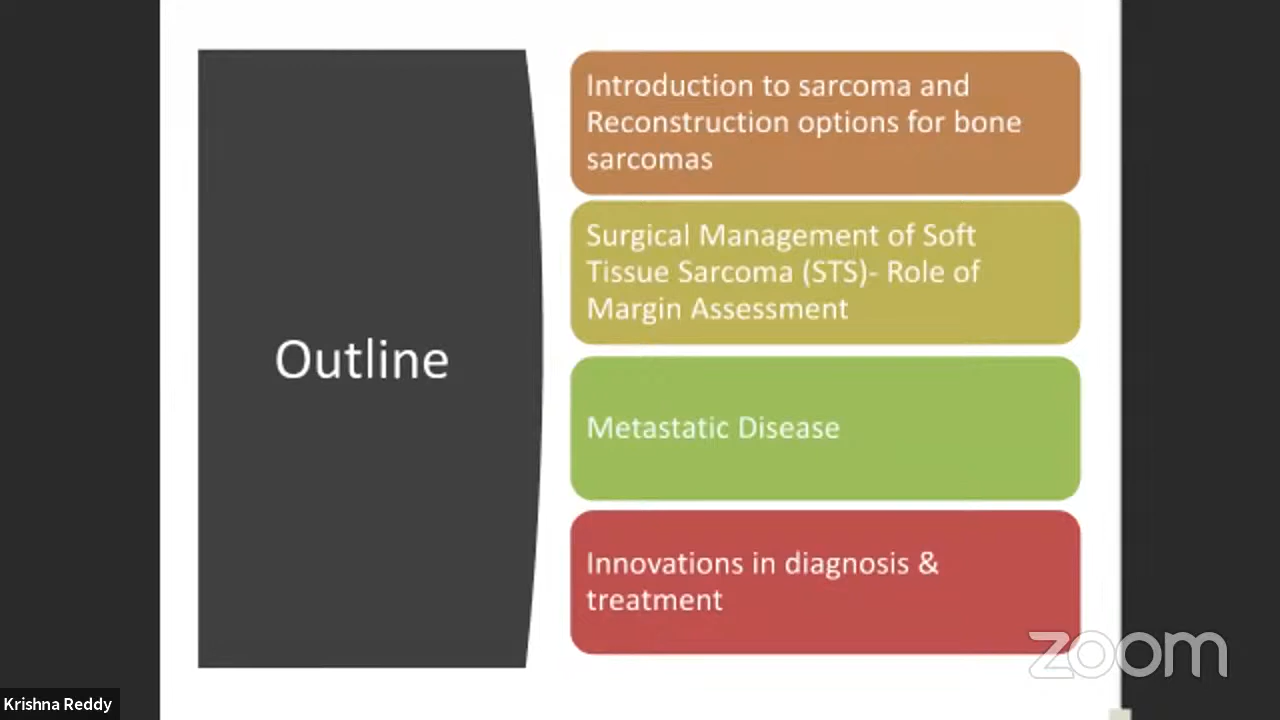 Outline
Introduction to sarcoma and
Reconstruction options for bone
sarcomas
Surgical Management of Soft
Tissue Sarcoma (STS)- Role of
Margin Assessment
Metastatic Disease
Innovations in diagnosis &
treatment
zoom
Krishna Reddy